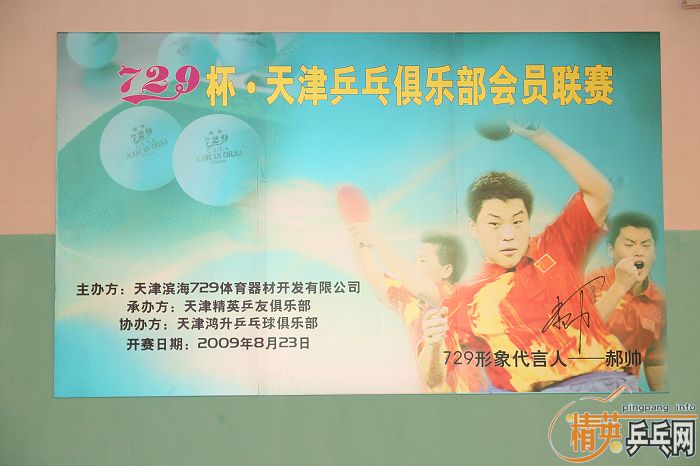 729杯·天津乒乓俱乐部会员联赛
729
C.T.T.A
MADE IN CHINA
729
C.T.T.A
MADE IN CHINA
主办方：天津滨海729体育器材开发有限公司
承办方：天津精英乒友俱乐部
协办方：天津鸿升乒乓球俱乐部
开赛日期：2009年8月23日
729形象代言人——郝帅
pingpang.info
精英乒乓网